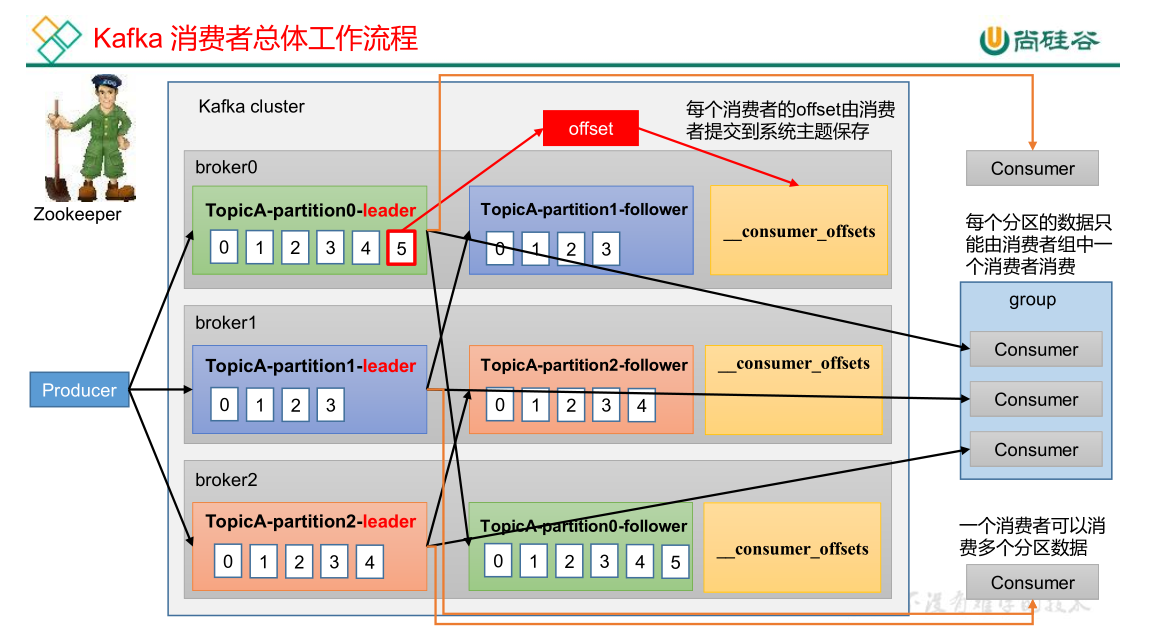 Kafka 消费者总体工作流程
尚硅谷
Zookeeper
Kafka cluster
offset
每个消费者的offset由消费
者提交到系统主题保存
broker0
TopicA-partition0-leader
0 1 2 3 4 5
TopicA-partition1-follower
0 1 2 3
__consumer_offsets
broker1
TopicA-partition1-leader
0 1 2 3
TopicA-partition2-follower
0 1 2 3 4
__consumer_offsets
broker2
TopicA-partition2-leader
0 1 2 3 4
TopicA-partition0-follower
0 1 2 3 4 5
__consumer_offsets
Producer
Consumer
每个分区的数据只
能由消费者组中一
个消费者消费
group
Consumer
Consumer
Consumer
一个消费者可以消
费多个分区数据
Consumer